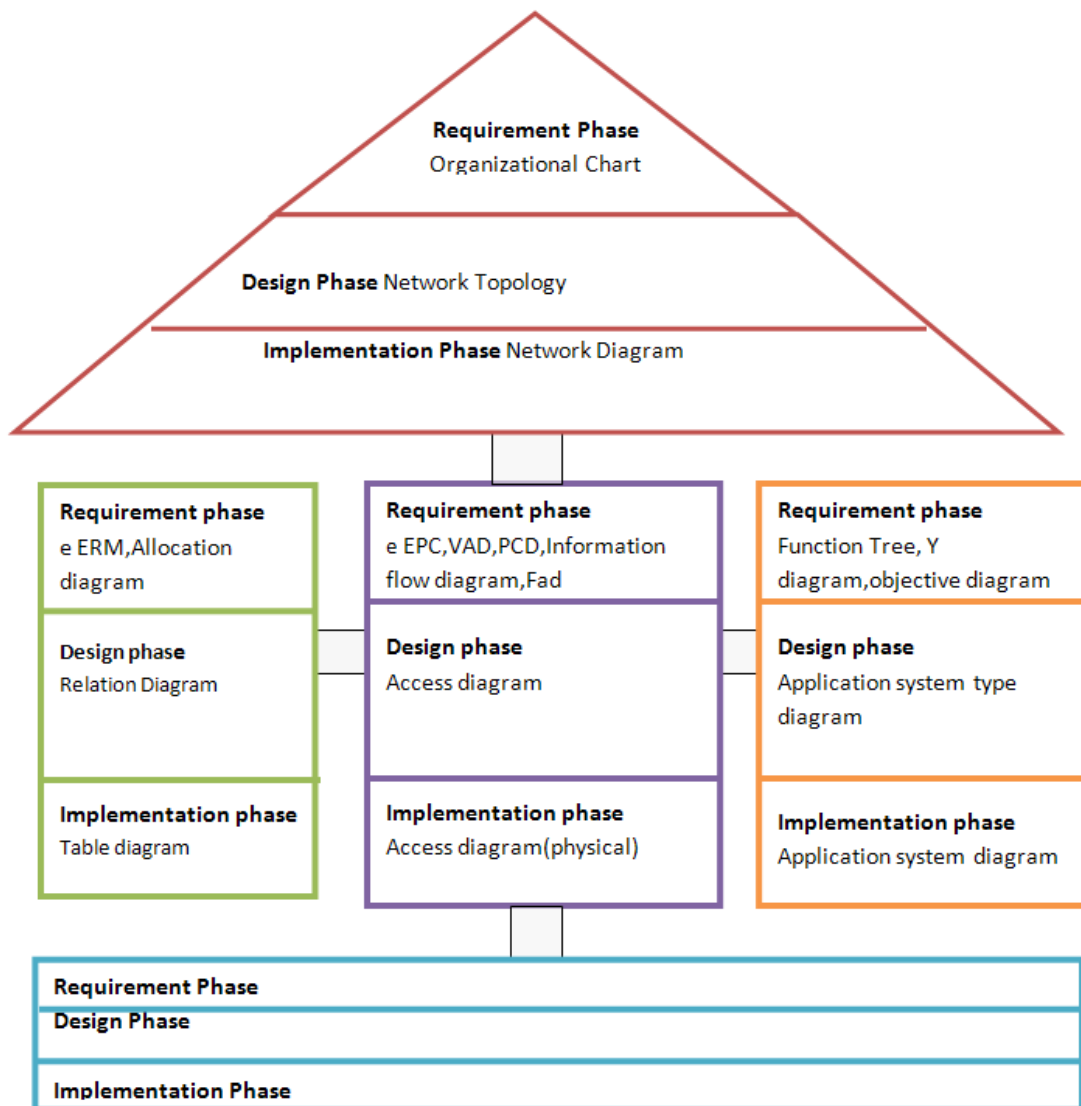 Requirement Phase
Organizational Chart
Design Phase Network Topology
Implementation Phase Network Diagram
Requirement phase
e ERM,Allocation
diagram
Design phase
Relation Diagram
Implementation phase
Table diagram
Requirement phase
e EPC,VAD,PCD,Information
flow diagram,Fad
Design phase
Access diagram
Implementation phase
Access diagram(physical)
Requirement phase
Function Tree, Y
diagram,objective diagram
Design phase
Application system type
diagram
Implementation phase
Application system diagram
Requirement Phase
Design Phase
Implementation Phase